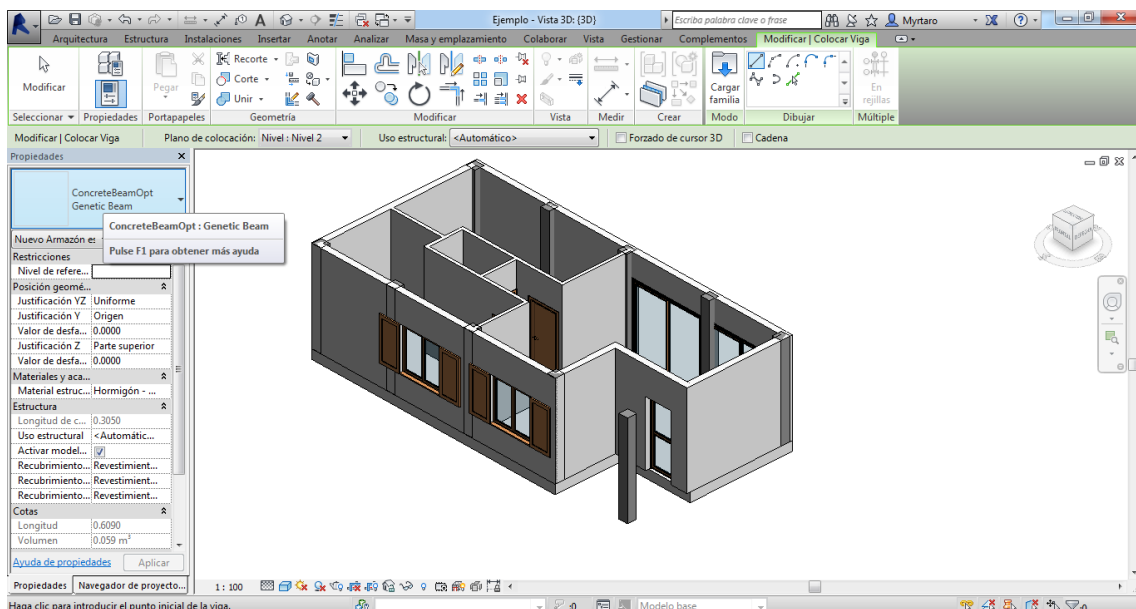 Ejemplo - Vista 3D: {3D}
Escriba palabra clave o frase
Myrtaro
Arquitectura Estructura Instalaciones Insertar Anotar Analizar Masa y emplazamiento Colaborar Vista Gestionar Complementos Modificar | Colocar Viga
Modificar
Pegar
Recorte
Corte
Unir
Cargar familia
En rejillas
Seleccionar Propiedades Portapapeles Geometría Modificar Vista Medir Crear Modo Dibujar Múltiple
Modificar | Colocar Viga Plano de colocación: Nivel : Nivel 2 Uso estructural: <Automático> Forzado de cursor 3D Cadena
Propiedades
ConcreteBeamOpt
Genetic Beam
ConcreteBeamOpt : Genetic Beam
Pulse F1 para obtener más ayuda
Nuevo Armazón es
Restricciones
Nivel de refere...
Posición geomé...
Justificación YZ Uniforme
Justificación Y Origen
Valor de desfa... 0.0000
Justificación Z Parte superior
Valor de desfa... 0.0000
Materiales y aca...
Material estruc... Hormigón - ...
Estructura
Longitud de c... 0.3050
Uso estructural <Automátic...
Activar model...
Recubrimiento... Revestimient...
Recubrimiento... Revestimient...
Recubrimiento... Revestimient...
Cotas
Longitud 0.6090
Volumen 0.059 m³
Ayuda de propiedades Aplicar
Propiedades Navegador de proyecto...
1 : 100
Haga clic para introducir el punto inicial de la viga.
:0
Modelo base